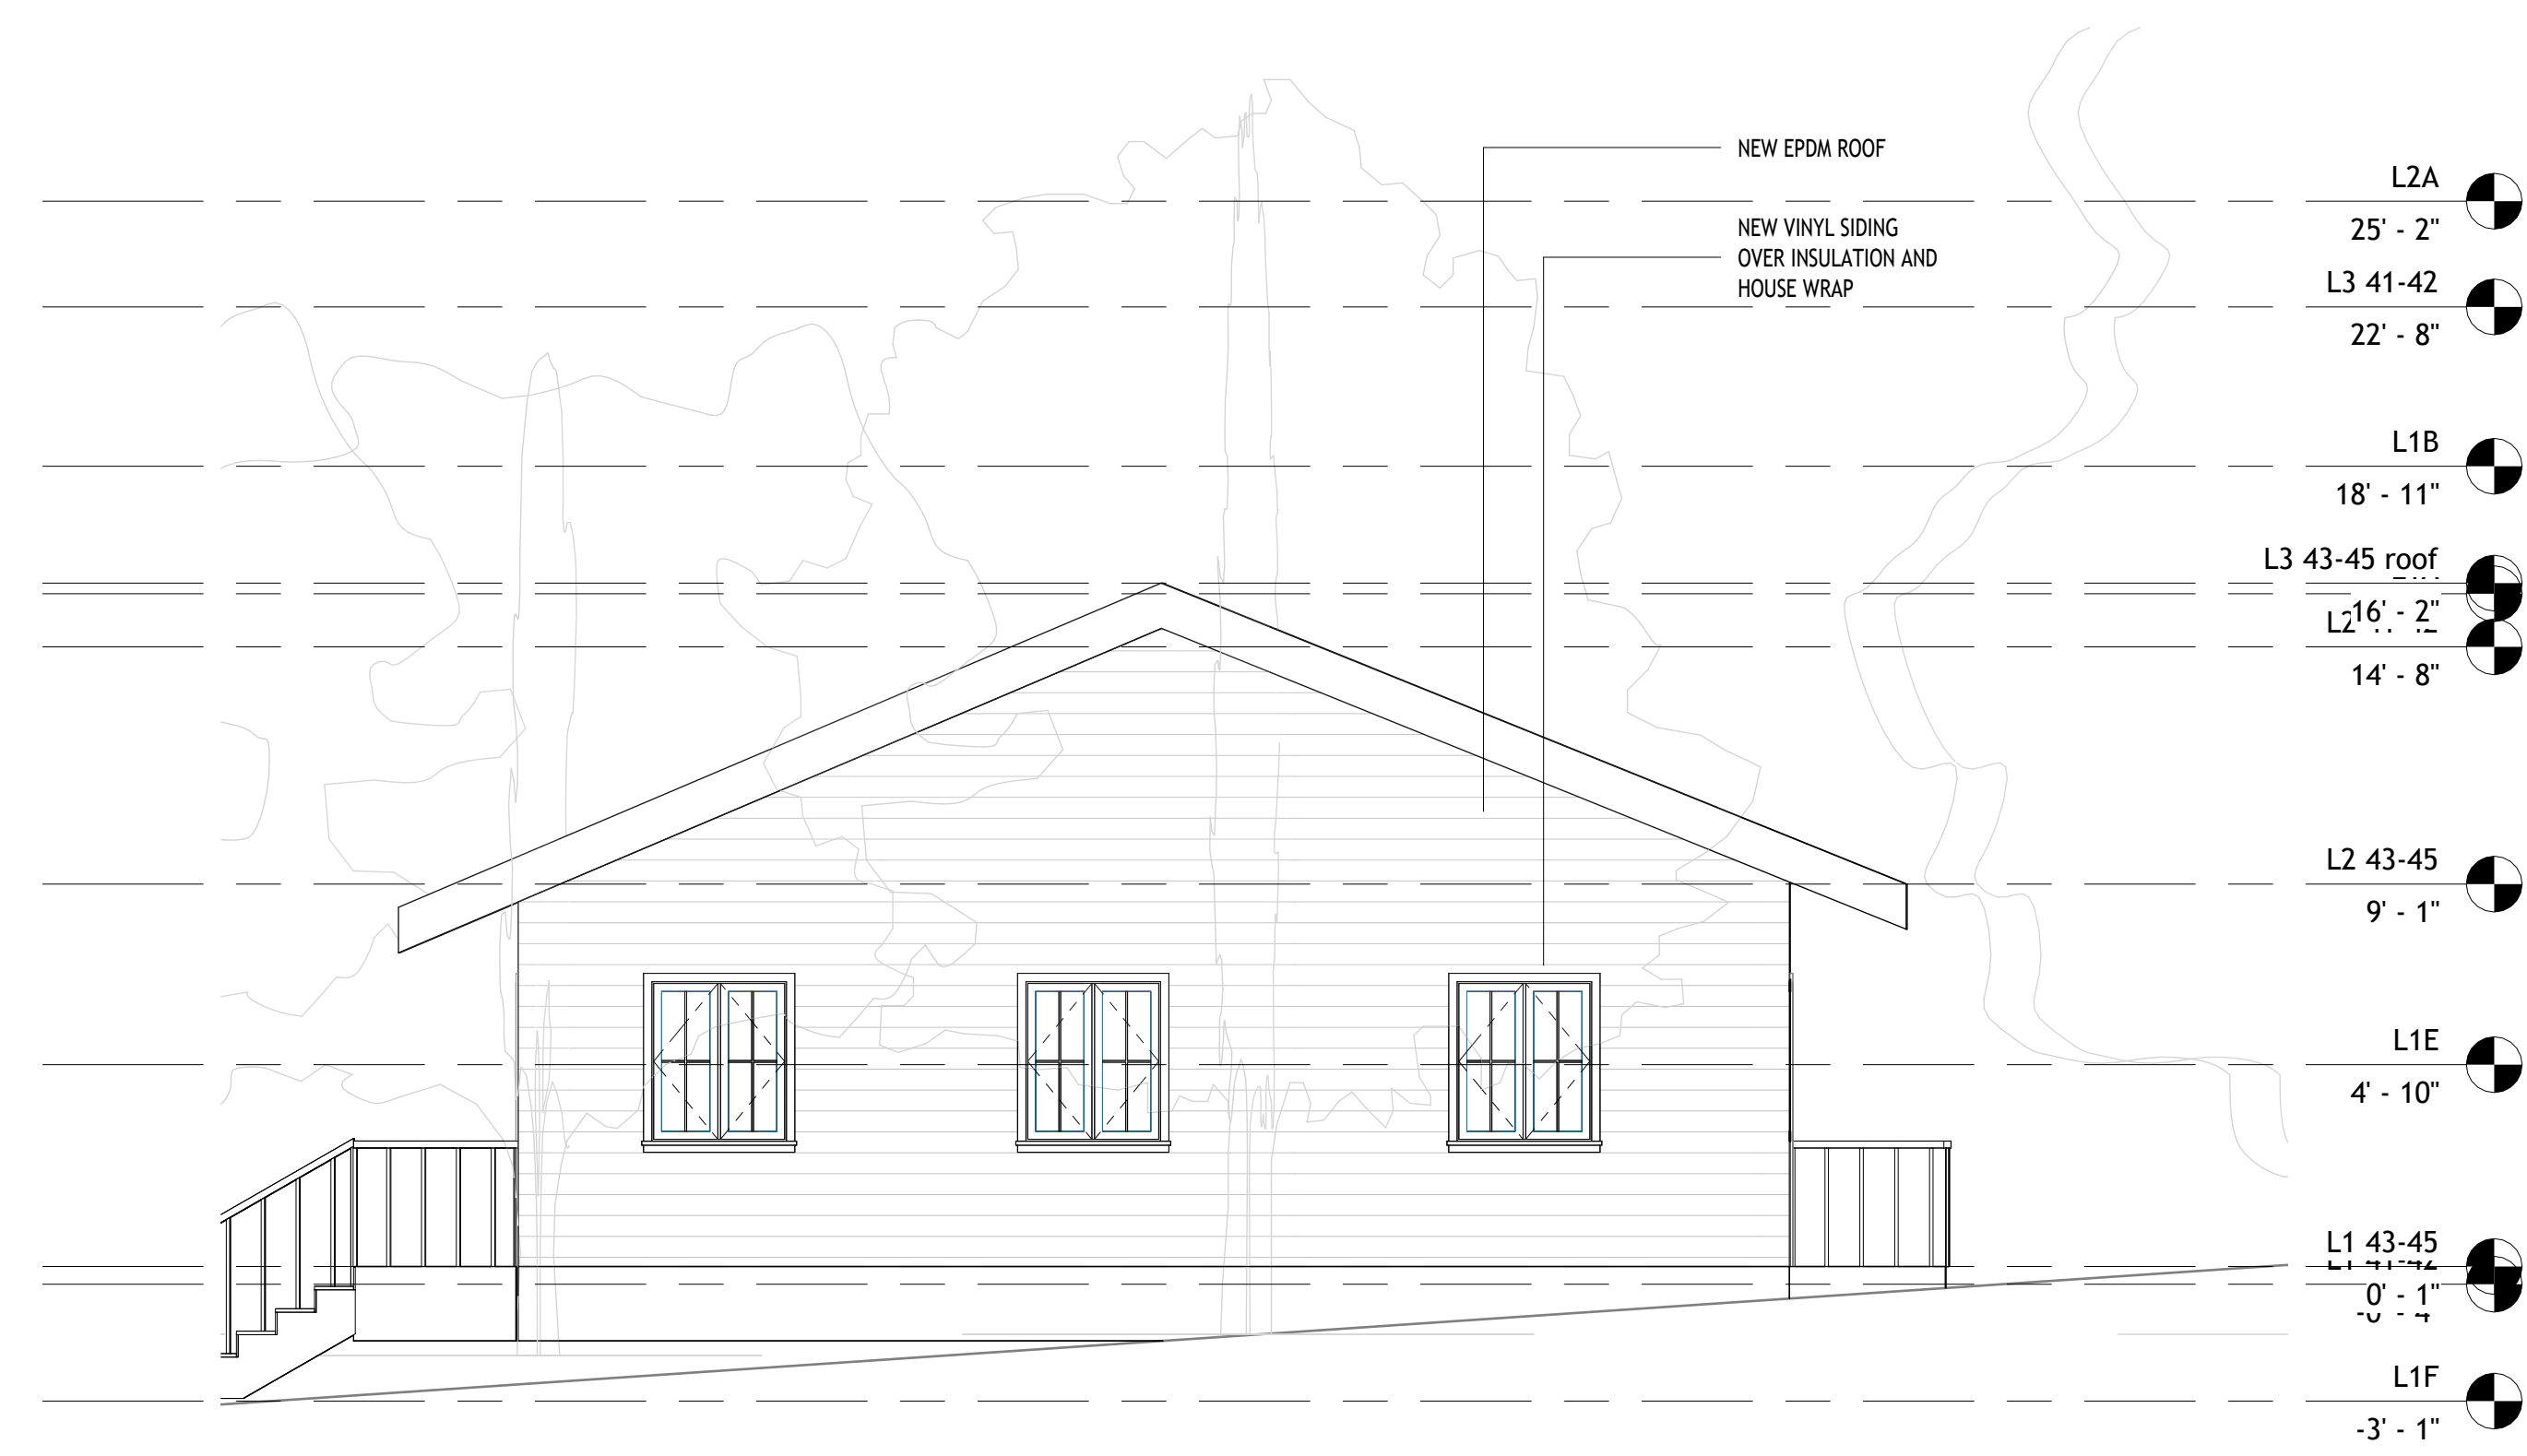 NEW EPDM ROOF
NEW VINYL SIDING
OVER INSULATION AND
HOUSE WRAP
L2A
25' - 2"
L3 41-42
22' - 8"
L1B
18' - 11"
L3 43-45 roof
16' - 2"
14' - 8"
L2 43-45
9' - 1"
L1E
4' - 10"
L1 43-45
0' - 1"
L1F
-3' - 1"